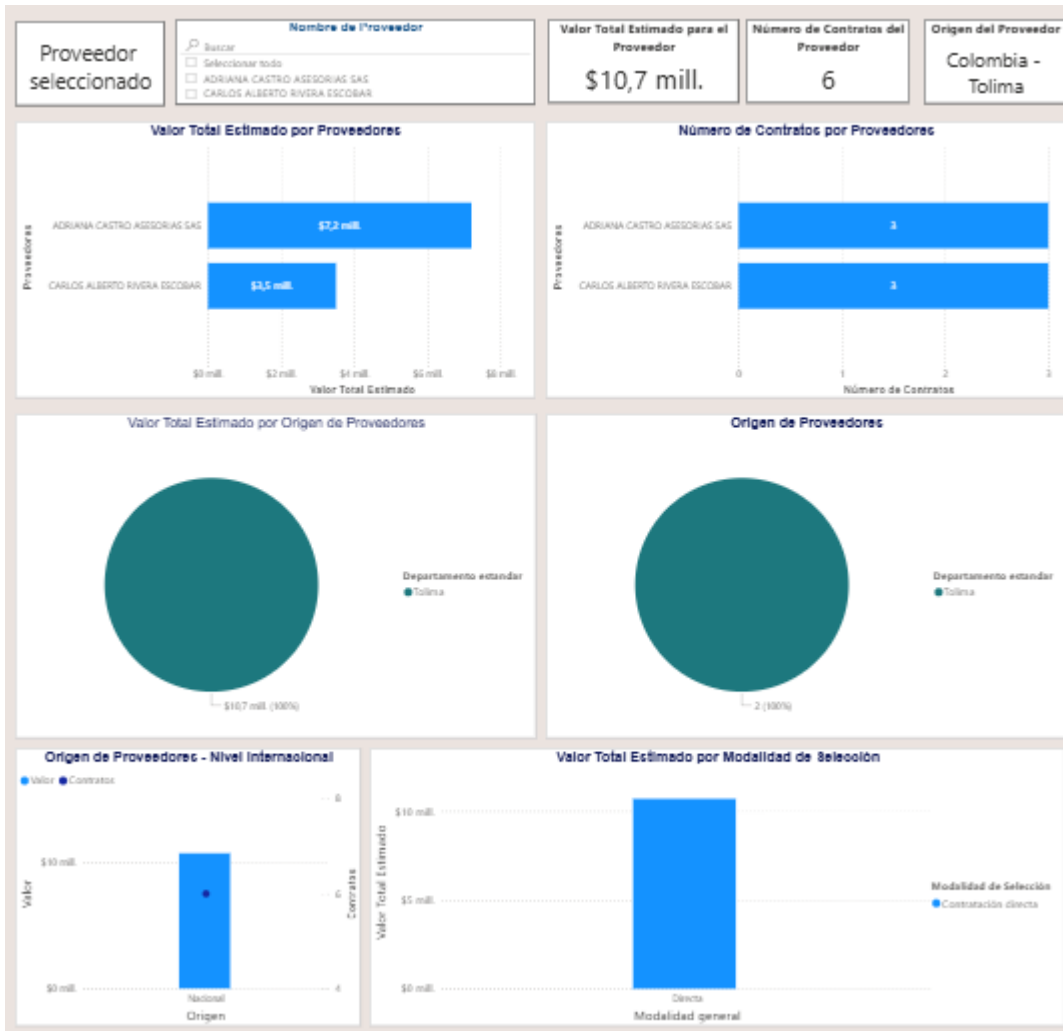 Proveedor
seleccionado
Nombre de Proveedor
Buscar
Seleccionar todo
ADRIANA CASTRO ASESORIAS SAS
CARLOS ALBERTO RIVERA ESCOBAR
Valor Total Estimado para el
Proveedor
$10,7 mill.
Número de Contratos del
Proveedor
6
Origen del Proveedor
Colombia -
Tolima
Valor Total Estimado por Proveedores
Proveedores
ADRIANA CASTRO ASESORIAS SAS
$7,2 mill.
CARLOS ALBERTO RIVERA ESCOBAR
$3,5 mill.
$0 mill. $2 mill. $4 mill. $6 mill. $8 mill.
Valor Total Estimado
Número de Contratos por Proveedores
Proveedores
ADRIANA CASTRO ASESORIAS SAS
3
CARLOS ALBERTO RIVERA ESCOBAR
3
0 1 2 3
Número de Contratos
Valor Total Estimado por Origen de Proveedores
Departamento estandar
Tolima
$10,7 mill. (100%)
Origen de Proveedores
Departamento estandar
Tolima
2 (100%)
Origen de Proveedores - Nivel Internacional
Valor Contratos
8
$10 mill.
6
$0 mill.
4
Valor
Contratos
Nacional
Origen
Valor Total Estimado por Modalidad de Selección
Valor Total Estimado
$10 mill.
$5 mill.
$0 mill.
Directa
Modalidad general
Modalidad de Selección
Contratación directa